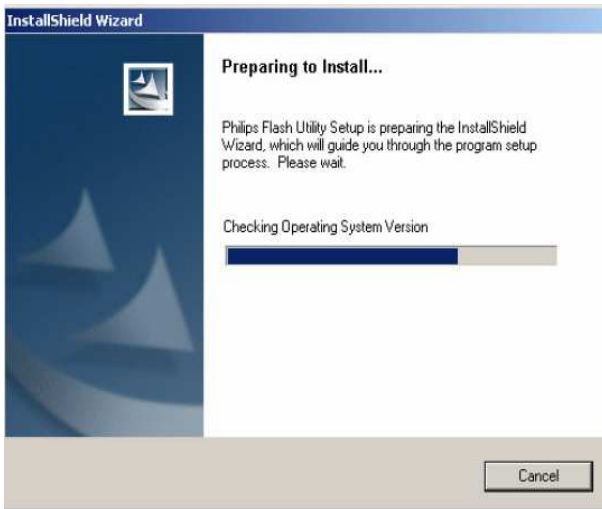 InstallShield Wizard
Preparing to Install...
Philips Flash Utility Setup is preparing the InstallShield
Wizard, which will guide you through the program setup
process. Please wait.
Checking Operating System Version
Cancel